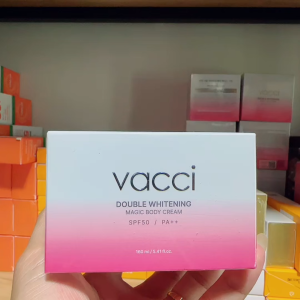 vacci
DOUBLE WHITENING
MAGIC BODY CREAM
SPF50 / PA++